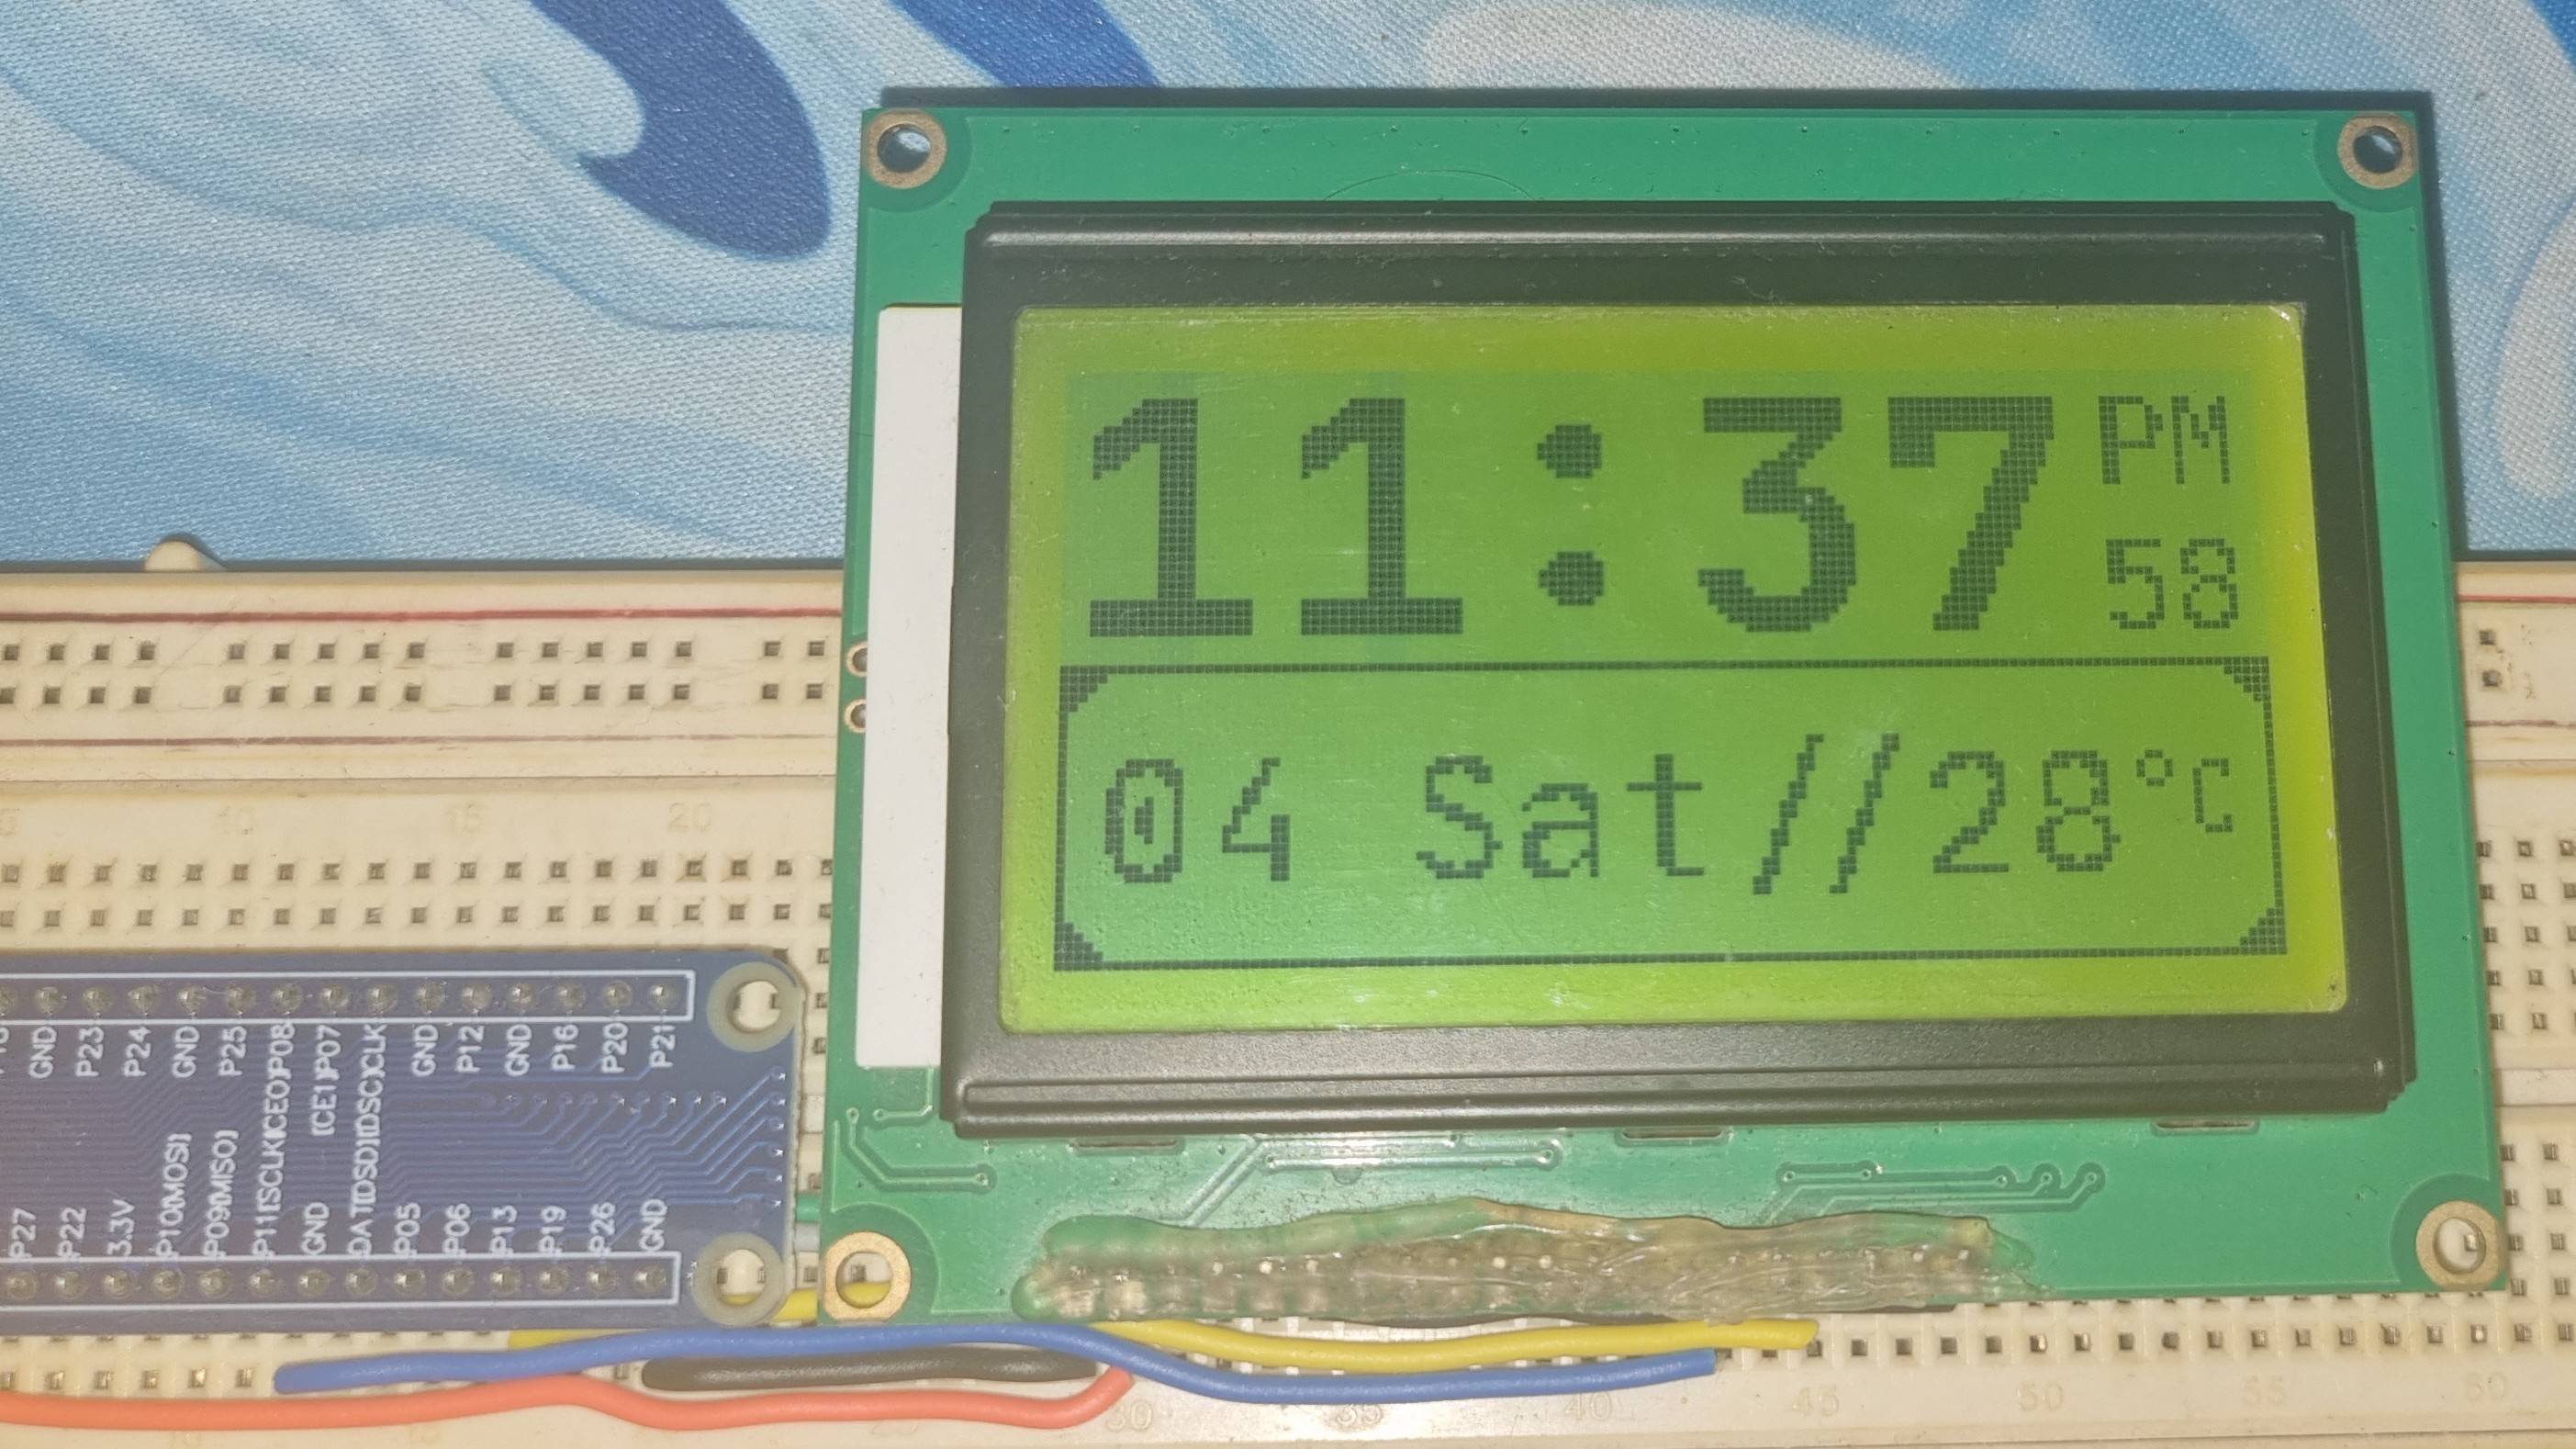 11:37 PM
58
04 Sat//28°C
10 15 20
GND P23 P24 GND P25 [CE0]P08 [CE1]P07 [DSC]CLK GND P12 GND P16 P20 P21
P27 P22 3.3V P10[MOSI] P09[MISO] P11[SCLK] GND DAT[DSD] P05 P06 P13 P19 P26 GND
30 35 40 45 50 55 60